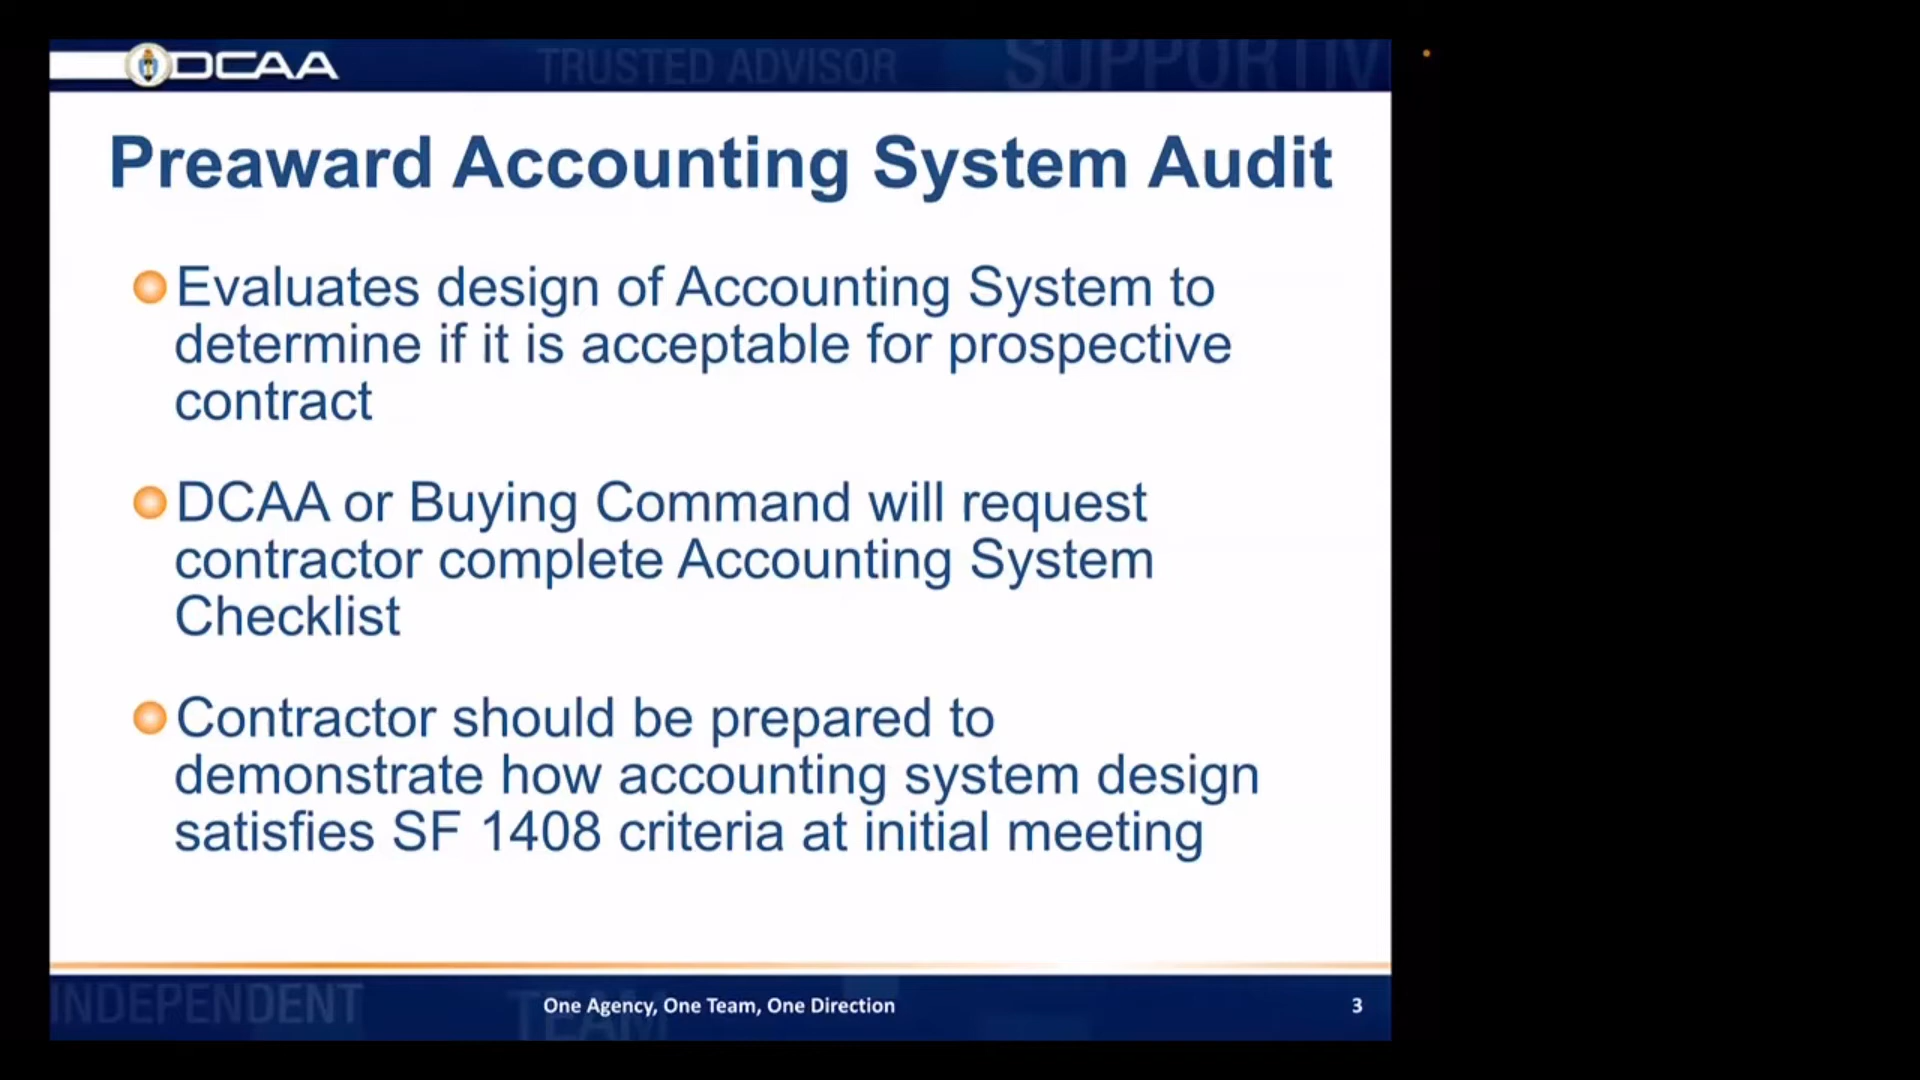 DCAA
TRUSTED ADVISOR
SUPPORTIV
Preaward Accounting System Audit
Evaluates design of Accounting System to
determine if it is acceptable for prospective
contract
DCAA or Buying Command will request
contractor complete Accounting System
Checklist
Contractor should be prepared to
demonstrate how accounting system design
satisfies SF 1408 criteria at initial meeting
INDEPENDENT
TEAM
One Agency, One Team, One Direction
3